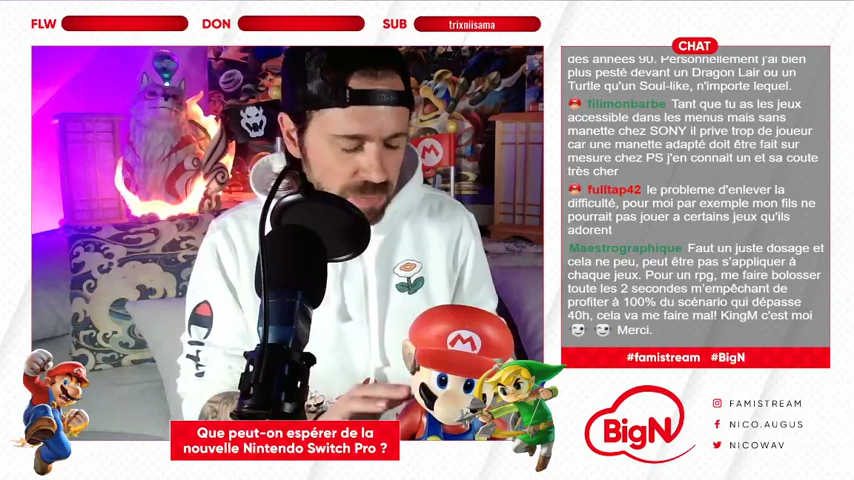 FLW
DON
SUB
trixniisama
CHAT
des années 90. Personnellement j'ai bien
plus pesté devant un Dragon Lair ou un
Turtle qu'un Soul-like, n'importe lequel.
filimonbarbe Tant que tu as les jeux
accessible dans les menus mais sans
manette chez SONY il prive trop de joueur
car une manette adapté doit être fait sur
mesure chez PS j'en connait un et sa coute
très cher
fulltap42 le probleme d'enlever la
difficulté, pour moi par exemple mon fils ne
pourrait pas jouer a certains jeux qu'ils
adorent
Maestrographique Faut un juste dosage et
cela ne peu, peut être pas s'appliquer à
chaque jeux. Pour un rpg, me faire bolosser
toute les 2 secondes m'empêchant de
profiter à 100% du scénario qui dépasse
40h, cela va me faire mal! KingM c'est moi
Merci.
#famistream #BigN
Que peut-on espérer de la
nouvelle Nintendo Switch Pro ?
BigN
FAMISTREAM
NICO.AUGUS
NICOWAV
M
M